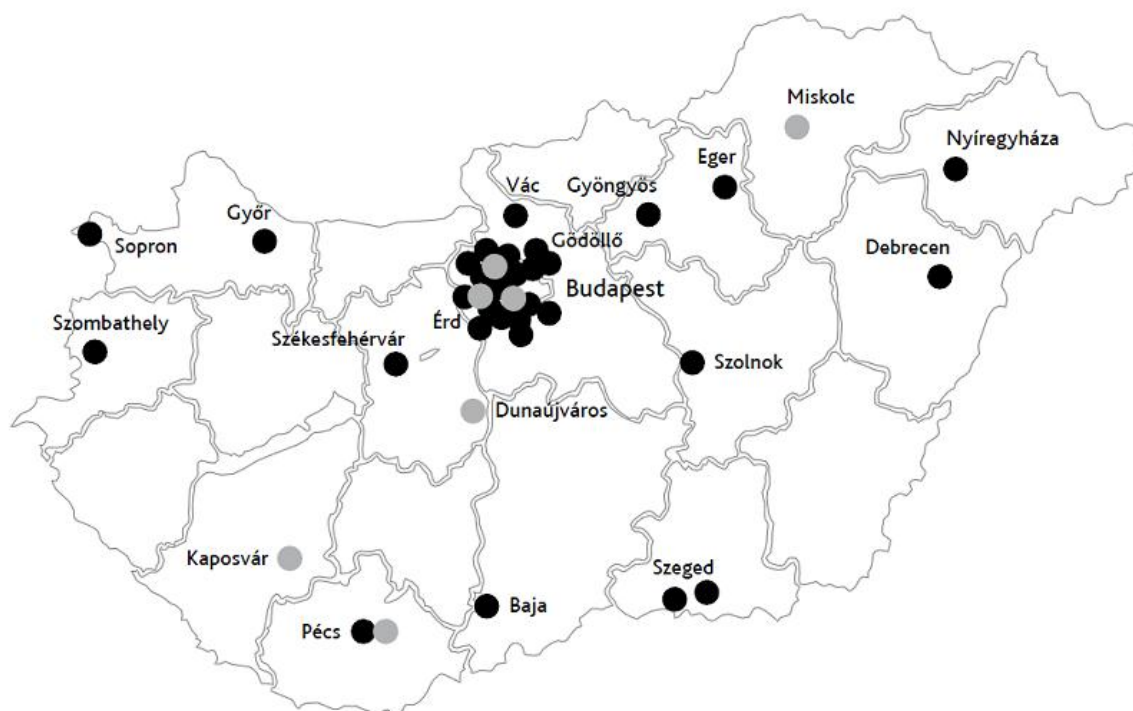 Miskolc
Nyíregyháza
Eger
Vác
Gyöngyös
Győr
Sopron
Gödöllő
Debrecen
Budapest
Érd
Szombathely
Székesfehérvár
Szolnok
Dunaújváros
Kaposvár
Szeged
Baja
Pécs